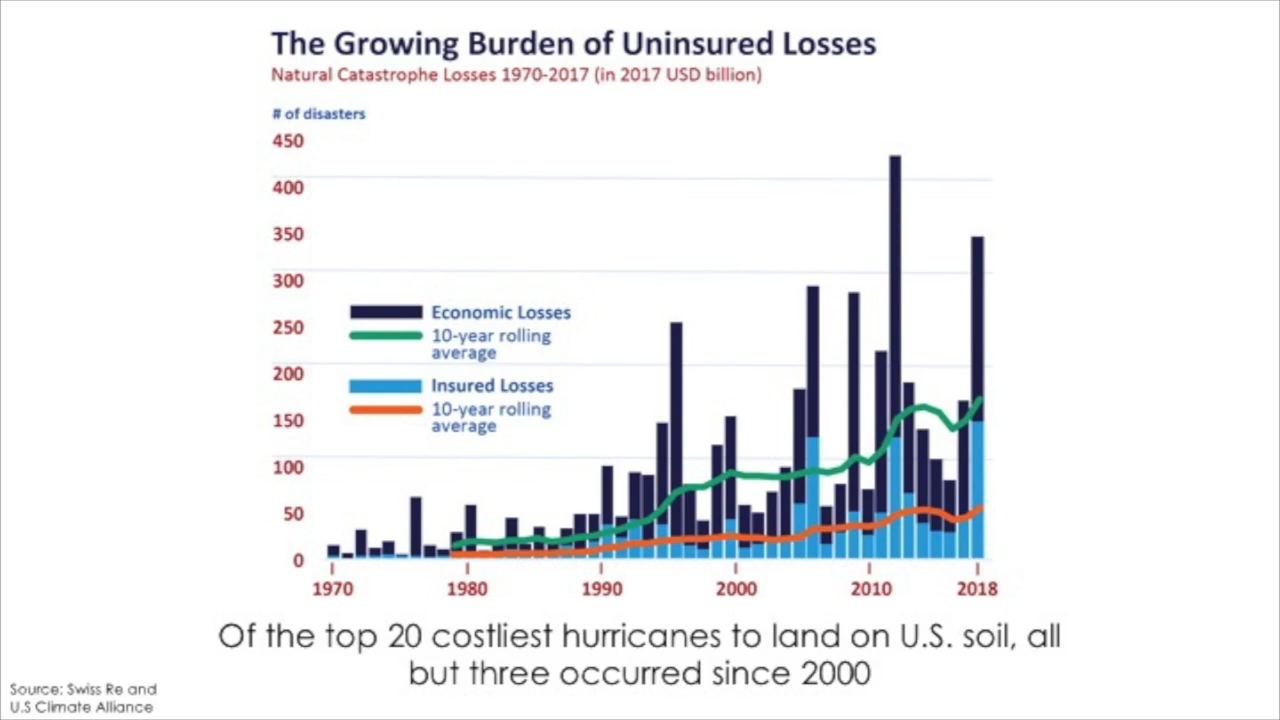 The Growing Burden of Uninsured Losses
Natural Catastrophe Losses 1970-2017 (in 2017 USD billion)
# of disasters
450
400
350
300
250
200
150
100
50
0
Economic Losses
10-year rolling
average
Insured Losses
10-year rolling
average
1970 1980 1990 2000 2010 2018
Of the top 20 costliest hurricanes to land on U.S. soil, all
but three occurred since 2000
Source: Swiss Re and
U.S Climate Alliance